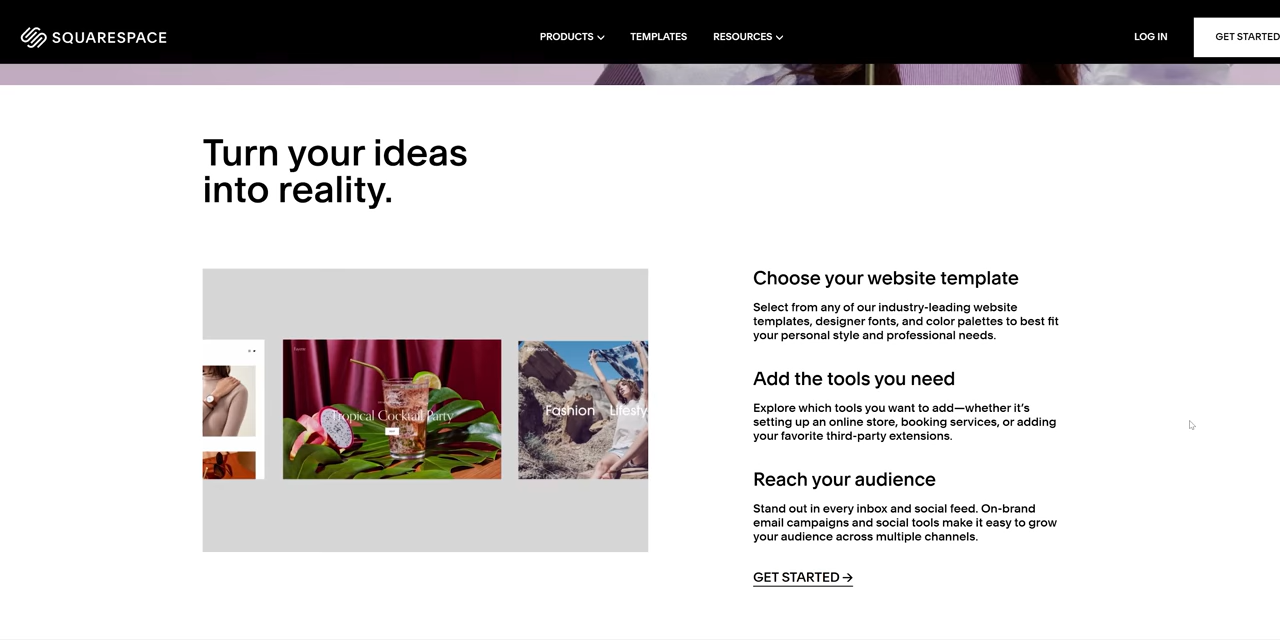 SQUARESPACE
PRODUCTS
TEMPLATES
RESOURCES
LOG IN
GET STARTED
Turn your ideas
into reality.
Tropical Cocktail Party
Fashion Lifesty
Choose your website template
Select from any of our industry-leading website
templates, designer fonts, and color palettes to best fit
your personal style and professional needs.
Add the tools you need
Explore which tools you want to add—whether it’s
setting up an online store, booking services, or adding
your favorite third-party extensions.
Reach your audience
Stand out in every inbox and social feed. On-brand
email campaigns and social tools make it easy to grow
your audience across multiple channels.
GET STARTED →